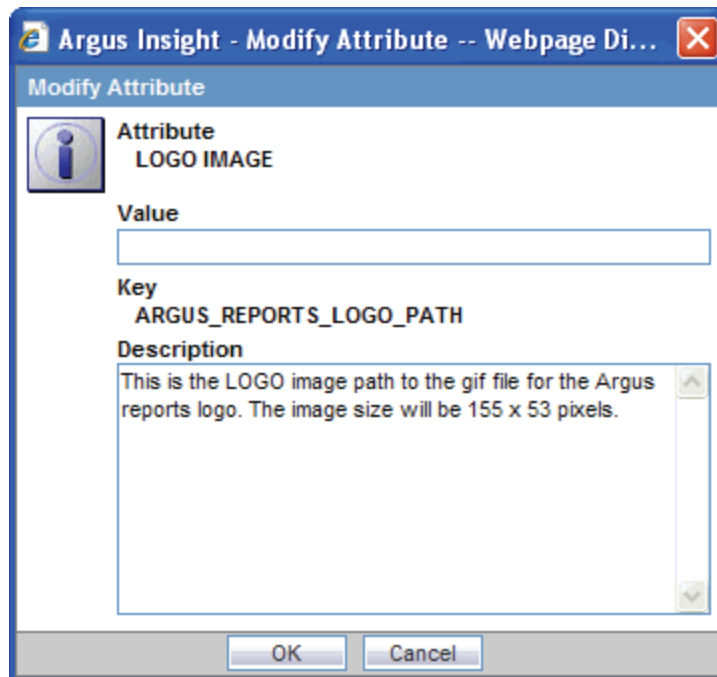 Argus Insight - Modify Attribute -- Webpage Di...
Modify Attribute
Attribute
LOGO IMAGE
Value
Key
ARGUS_REPORTS_LOGO_PATH
Description
This is the LOGO image path to the gif file for the Argus
reports logo. The image size will be 155 x 53 pixels.
OK Cancel